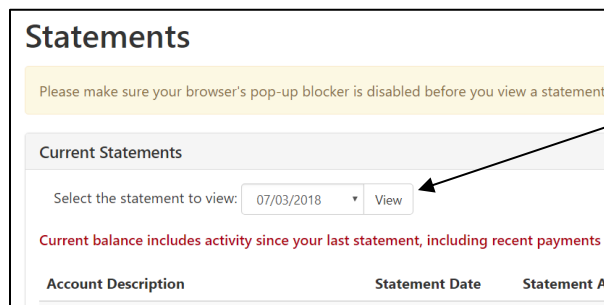 Statements
Please make sure your browser's pop-up blocker is disabled before you view a statement
Current Statements
Select the statement to view: 07/03/2018 View
Current balance includes activity since your last statement, including recent payments
Account Description Statement Date Statement A